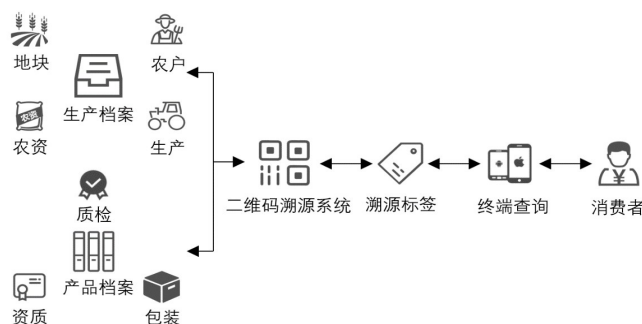 地块
农户
生产档案
农资
农资
生产
质检
二维码溯源系统
溯源标签
终端查询
消费者
产品档案
资质
包装